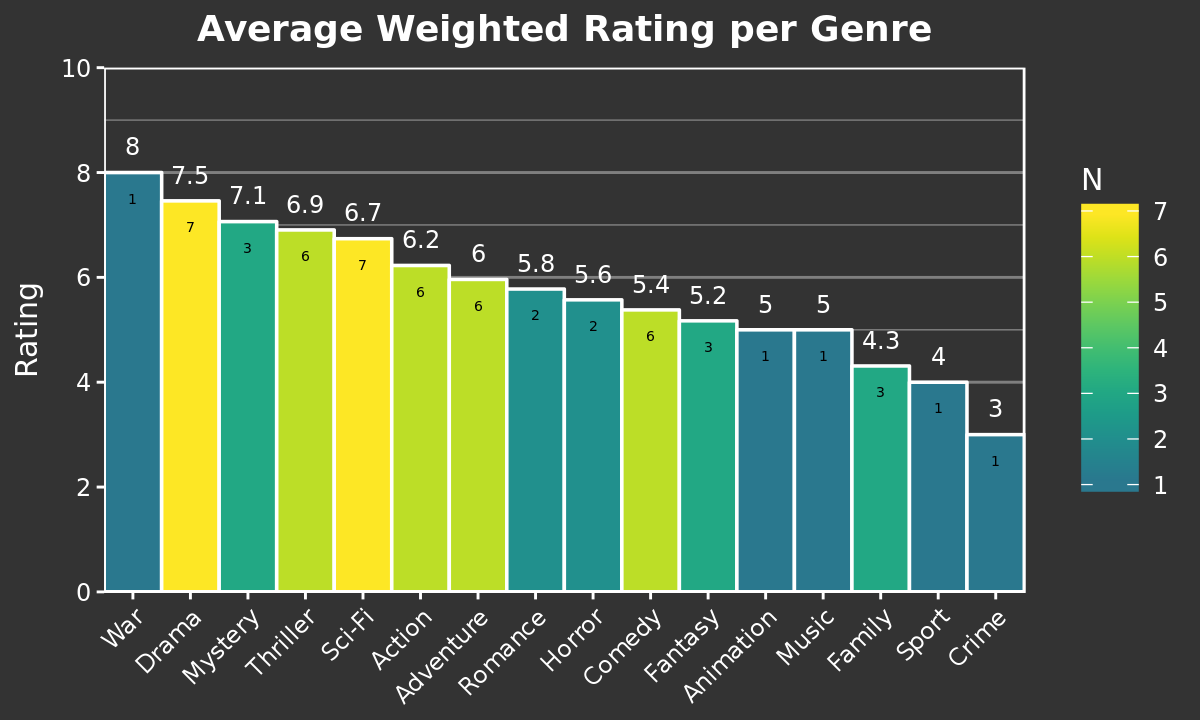 Average Weighted Rating per Genre
10
8
6
4
2
0
Rating
8
7.5
7.1
6.9
6.7
6.2
6
5.8
5.6
5.4
5.2
5
5
4.3
4
3
1
7
3
6
7
6
6
2
2
6
3
1
1
3
1
1
War
Drama
Mystery
Thriller
Sci-Fi
Action
Adventure
Romance
Horror
Comedy
Fantasy
Animation
Music
Family
Sport
Crime
N
7
6
5
4
3
2
1